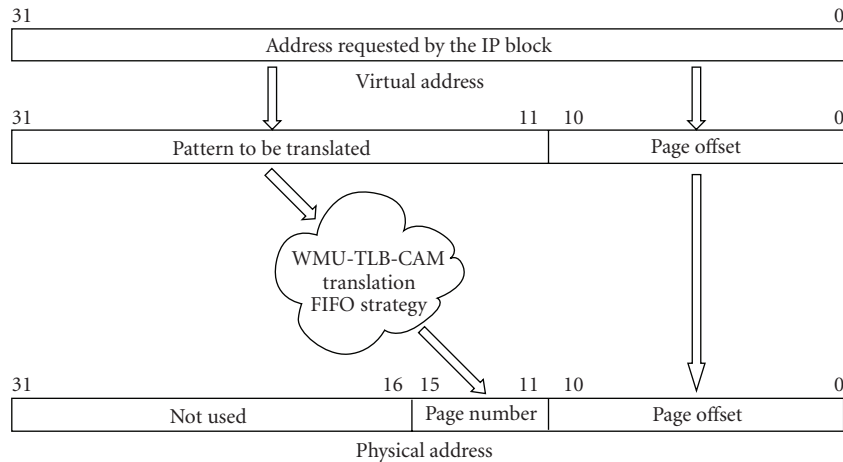 31 0
Address requested by the IP block
Virtual address
31 11 10 0
Pattern to be translated Page offset
WMU-TLB-CAM
translation
FIFO strategy
31 16 15 11 10 0
Not used Page number Page offset
Physical address